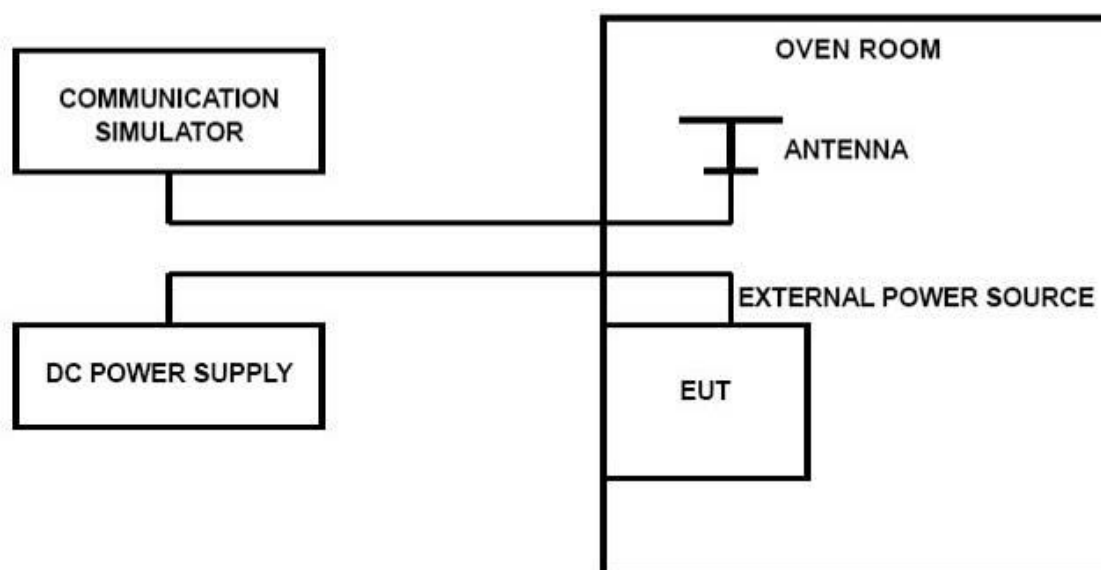 OVEN ROOM
COMMUNICATION
SIMULATOR
ANTENNA
EXTERNAL POWER SOURCE
DC POWER SUPPLY
EUT